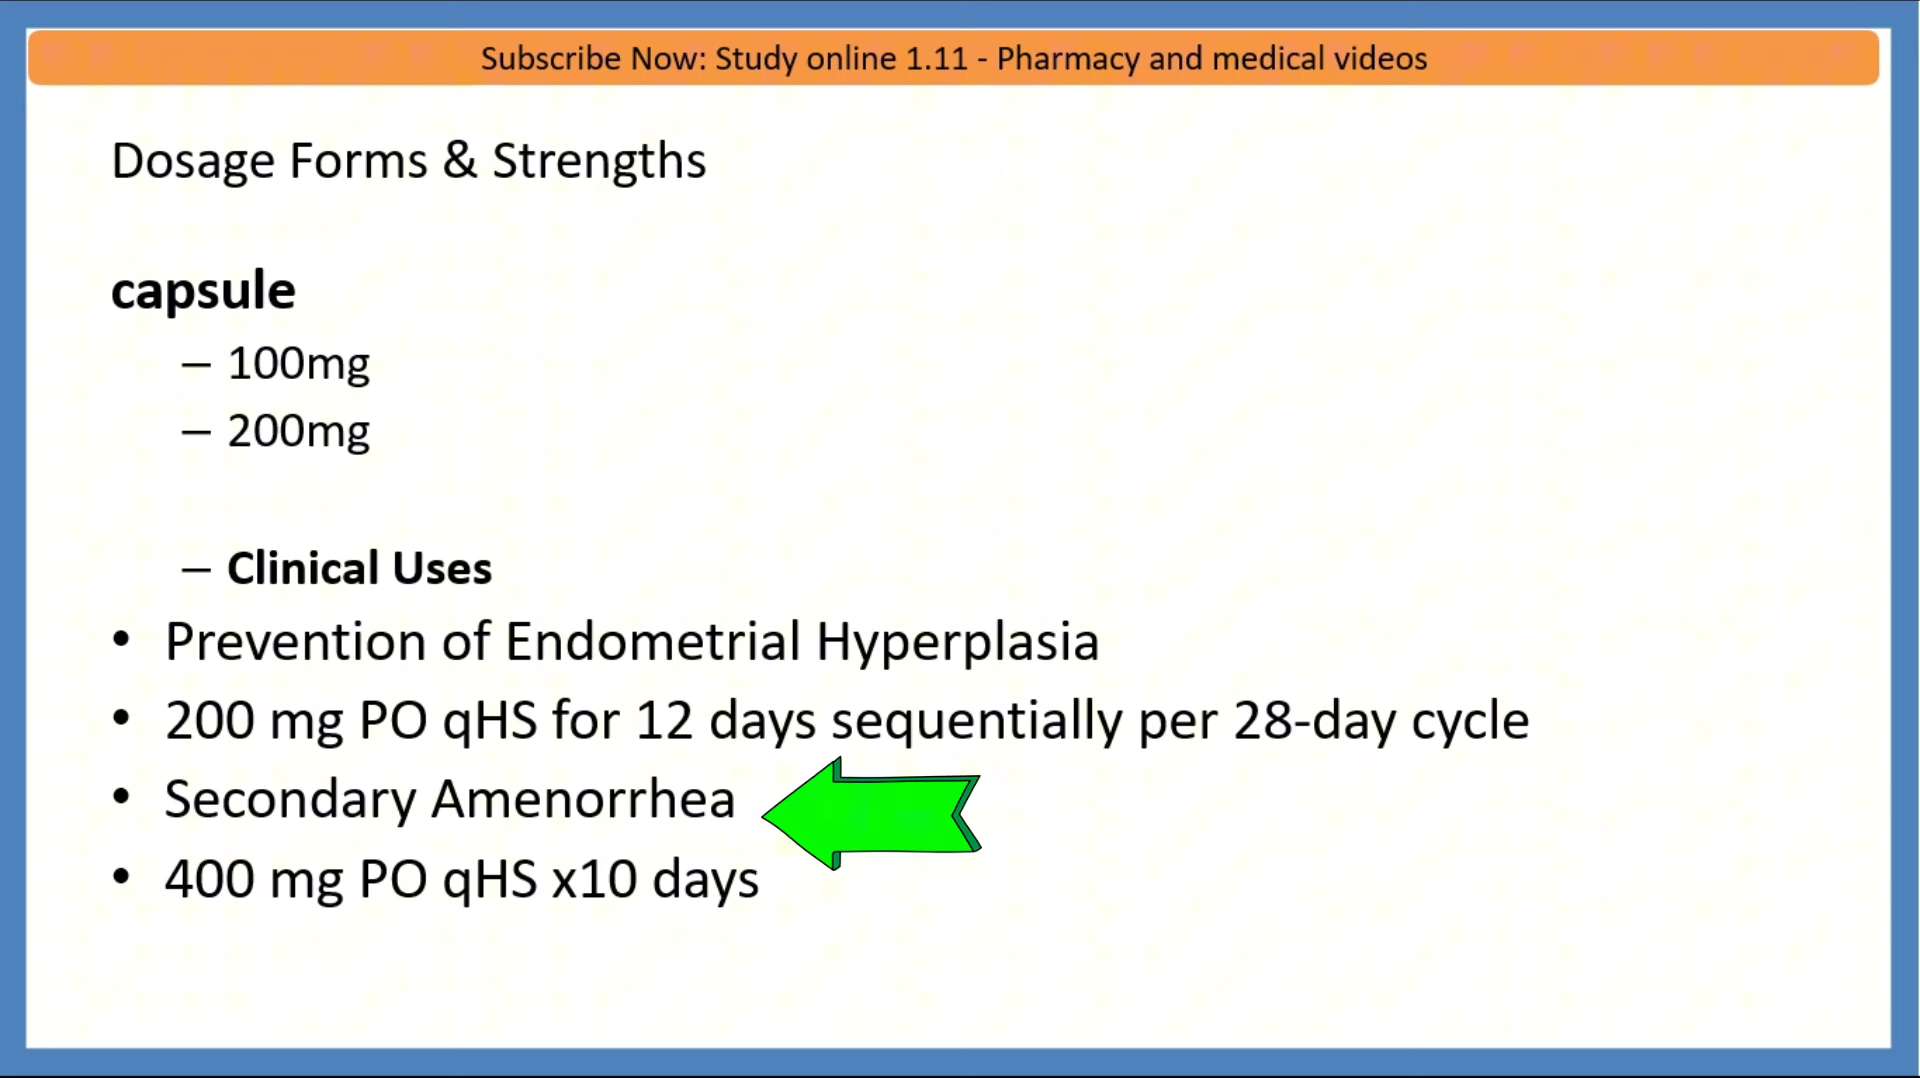 Subscribe Now: Study online 1.11 - Pharmacy and medical videos
Dosage Forms & Strengths
capsule
– 100mg
– 200mg
– Clinical Uses
• Prevention of Endometrial Hyperplasia
• 200 mg PO qHS for 12 days sequentially per 28-day cycle
• Secondary Amenorrhea
• 400 mg PO qHS x10 days